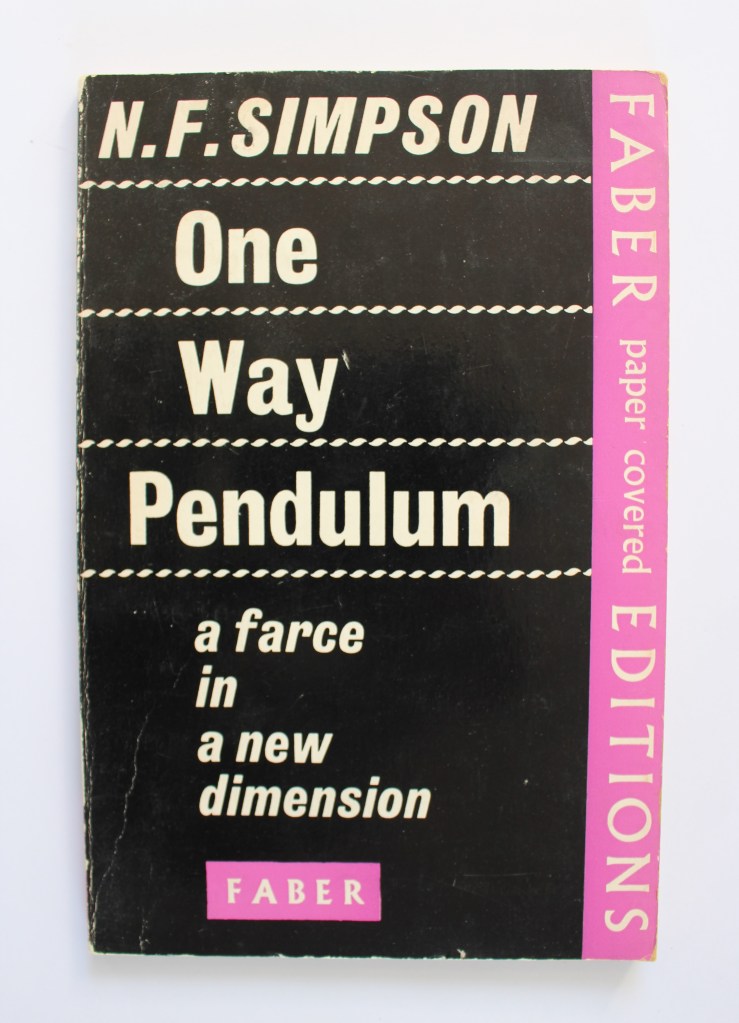 N.F. SIMPSON
One
Way
Pendulum
a farce
in
a new
dimension
FABER
FABER paper covered EDITIONS